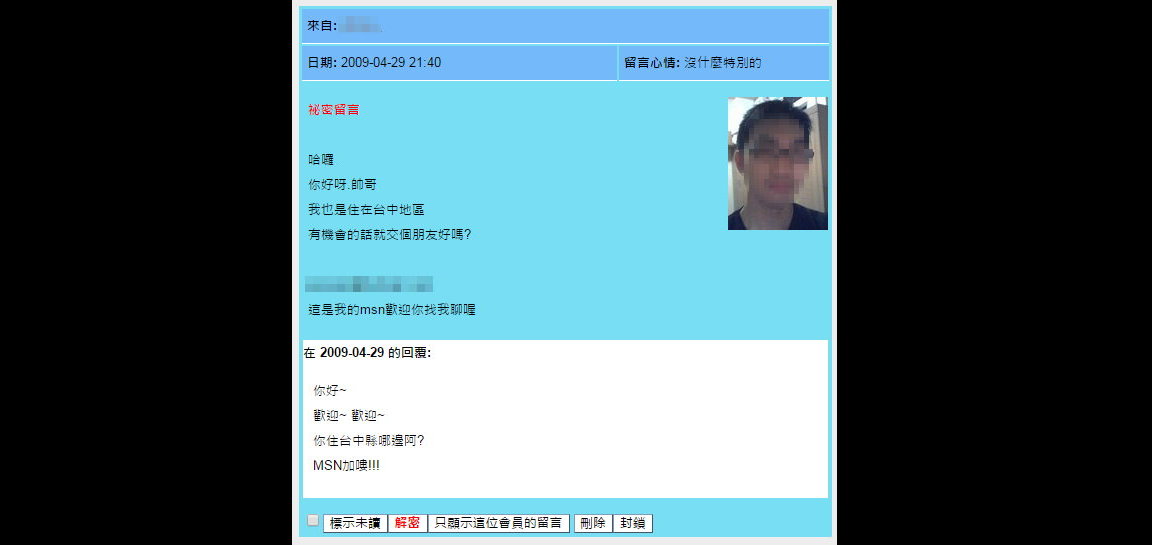 來自:
日期: 2009-04-29 21:40
留言心情: 沒什麼特別的
祕密留言
哈囉
你好呀.帥哥
我也是住在台中地區
有機會的話就交個朋友好嗎?
這是我的msn歡迎你找我聊喔
在 2009-04-29 的回覆:
你好~
歡迎~ 歡迎~
你住台中縣哪邊阿?
MSN加嘍!!!
標示未讀 解密 只顯示這位會員的留言 刪除 封鎖